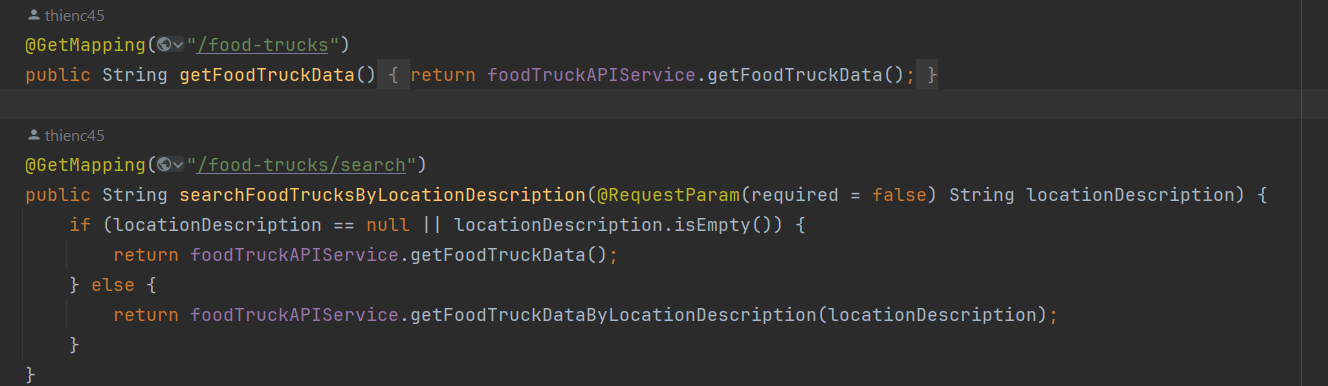 thienc45
@GetMapping("/food-trucks")
public String getFoodTruckData() { return foodTruckAPIService.getFoodTruckData(); }
thienc45
@GetMapping("/food-trucks/search")
public String searchFoodTrucksByLocationDescription(@RequestParam(required = false) String locationDescription) {
if (locationDescription == null || locationDescription.isEmpty()) {
return foodTruckAPIService.getFoodTruckData();
} else {
return foodTruckAPIService.getFoodTruckDataByLocationDescription(locationDescription);
}
}